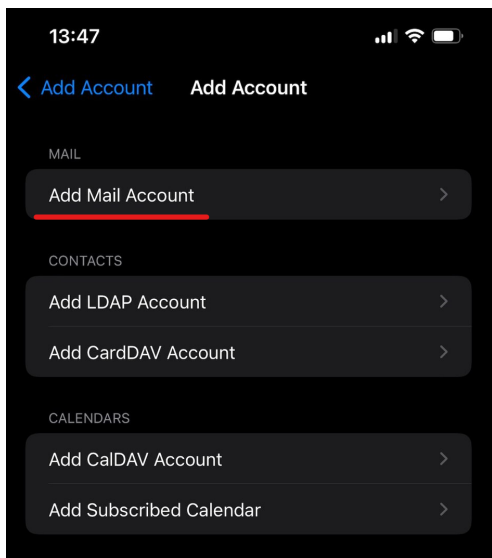 13:47
Add Account Add Account
MAIL
Add Mail Account
CONTACTS
Add LDAP Account
Add CardDAV Account
CALENDARS
Add CalDAV Account
Add Subscribed Calendar